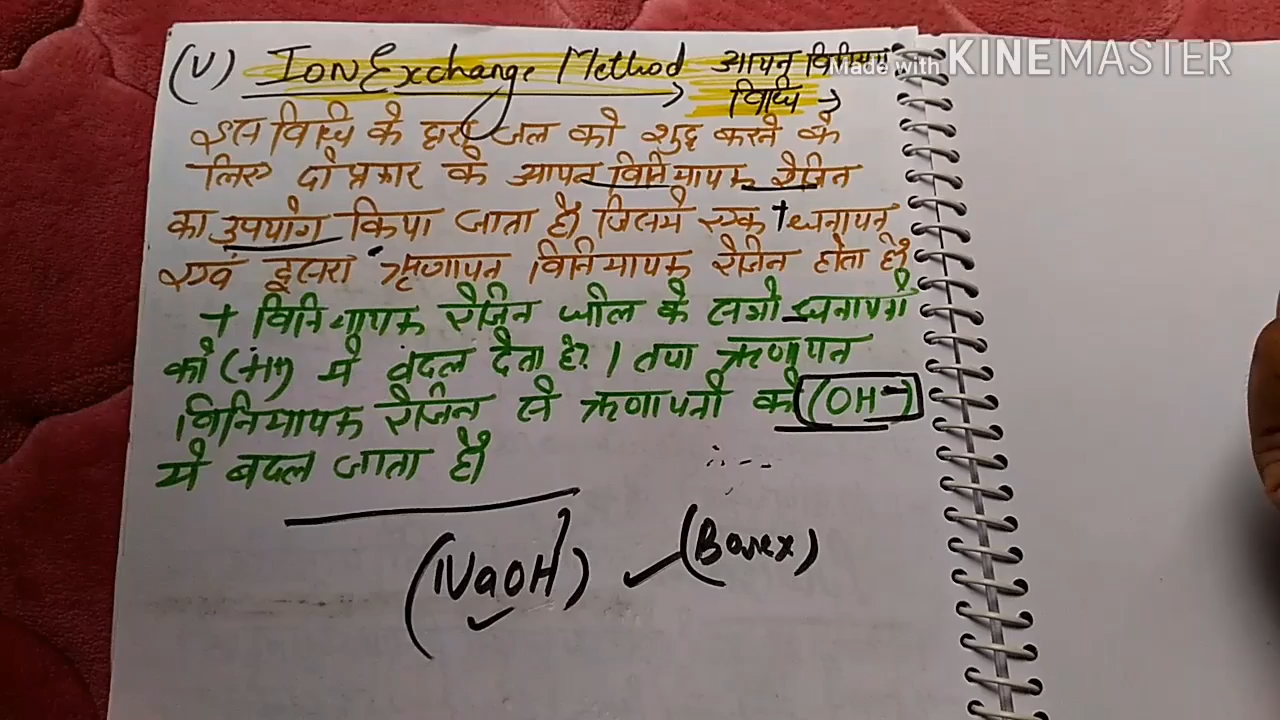 (V) Ion Exchange Method आयन विनिमय
विधि →
Made with KINEMASTER
इस विधि के द्वारा जल को शुद्ध करने के
लिए दो प्रकार के आयन विनिमायक रेजिन
का उपयोग किया जाता है। जिसमे एक + धनायन
एवं दूसरा - ऋणायन विनिमायक रेजिन होता है।
+ विनिमायक रेजिन घोल के सभी धनायनो
को (H+) मे बदल देता है। तथा ऋणायन
विनिमायक रेजिन से ऋणायनो को (OH-)
मे बदल जाता है।
(NaOH) (Borex)